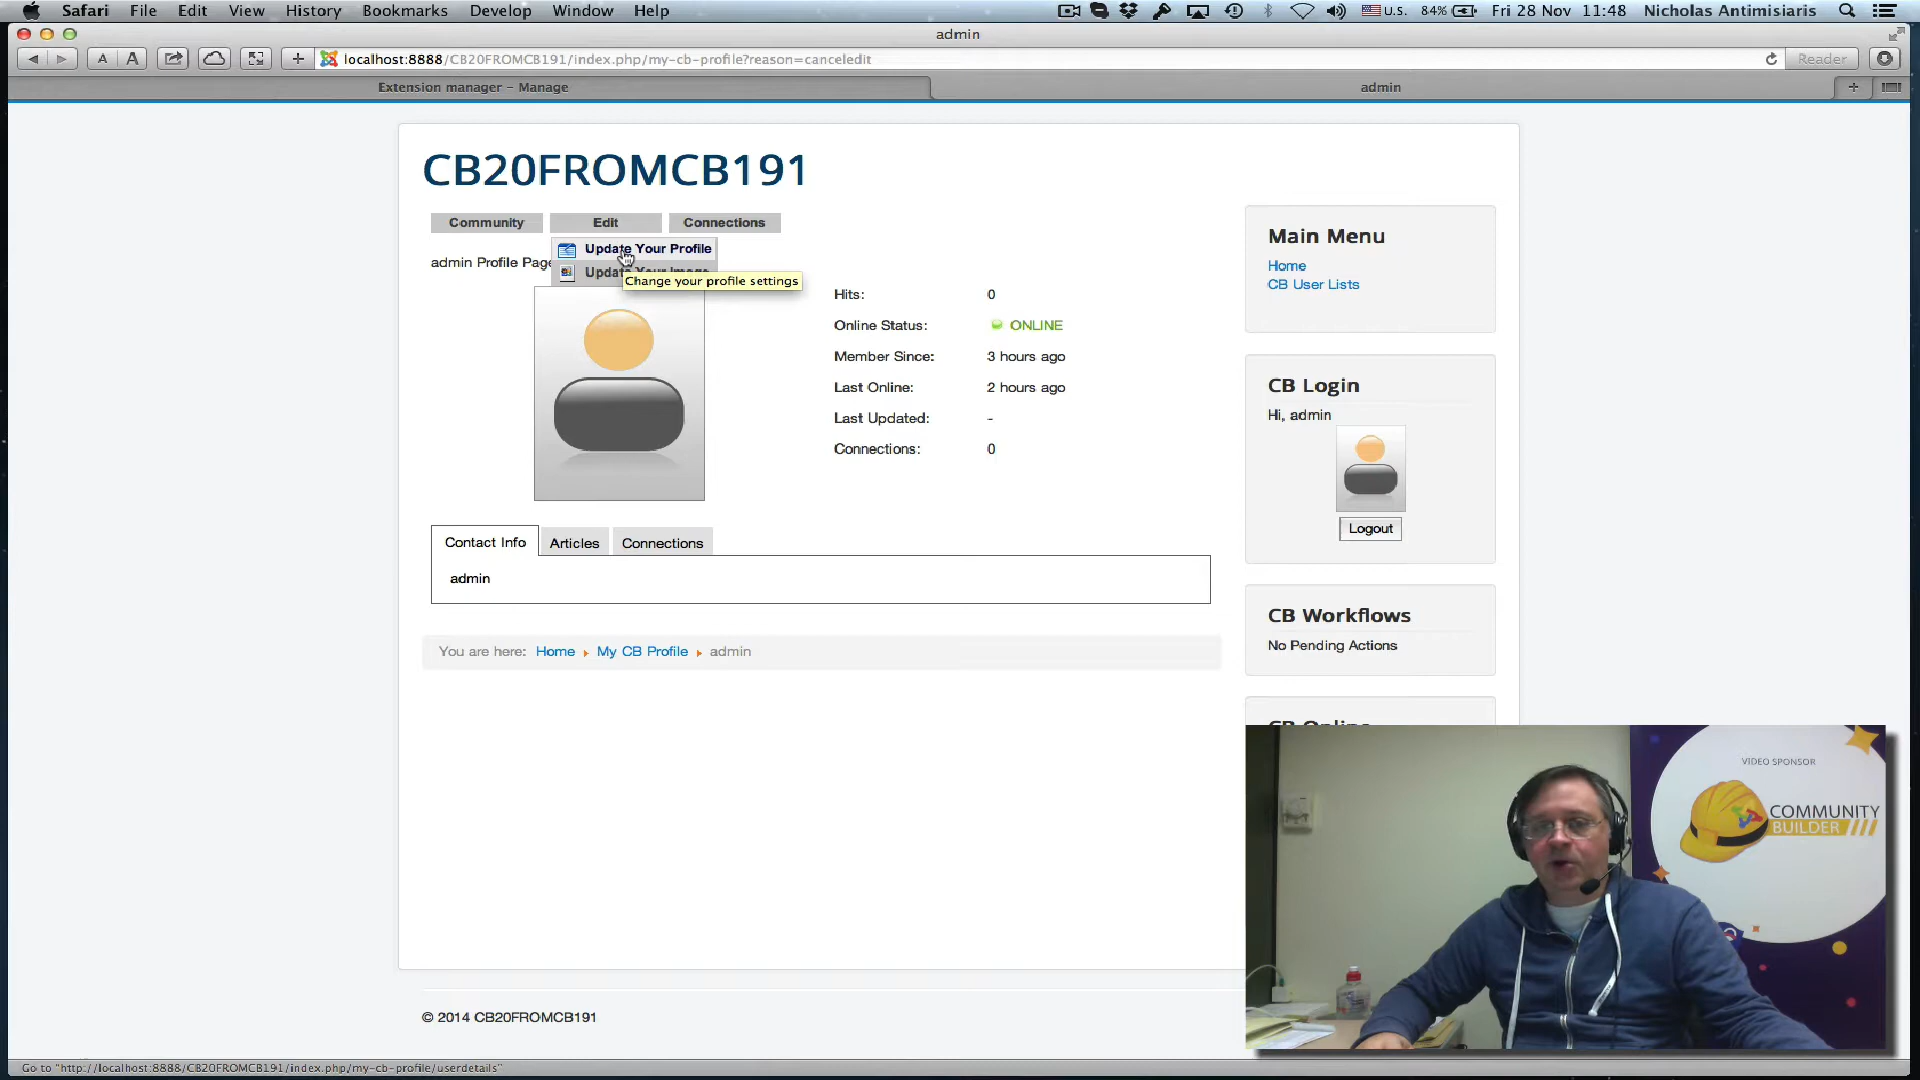 Safari File Edit View History Bookmarks Develop Window Help U.S. 84% Fri 28 Nov 11:48 Nicholas Antimisiaris
admin
A A + localhost:8888/CB20FROMCB191/index.php/my-cb-profile?reason=canceledit Reader
Extension manager – Manage admin +
CB20FROMCB191
Community Edit Connections
Update Your Profile
admin Profile Page
Update Your Image
Change your profile settings
Hits: 0
Online Status: ONLINE
Member Since: 3 hours ago
Last Online: 2 hours ago
Last Updated: -
Connections: 0
Contact Info Articles Connections
admin
You are here: Home My CB Profile admin
Main Menu
Home
CB User Lists
CB Login
Hi, admin
Logout
CB Workflows
No Pending Actions
CB Online
VIDEO SPONSOR
COMMUNITY
BUILDER
© 2014 CB20FROMCB191
Go to "http://localhost:8888/CB20FROMCB191/index.php/my-cb-profile/userdetails"